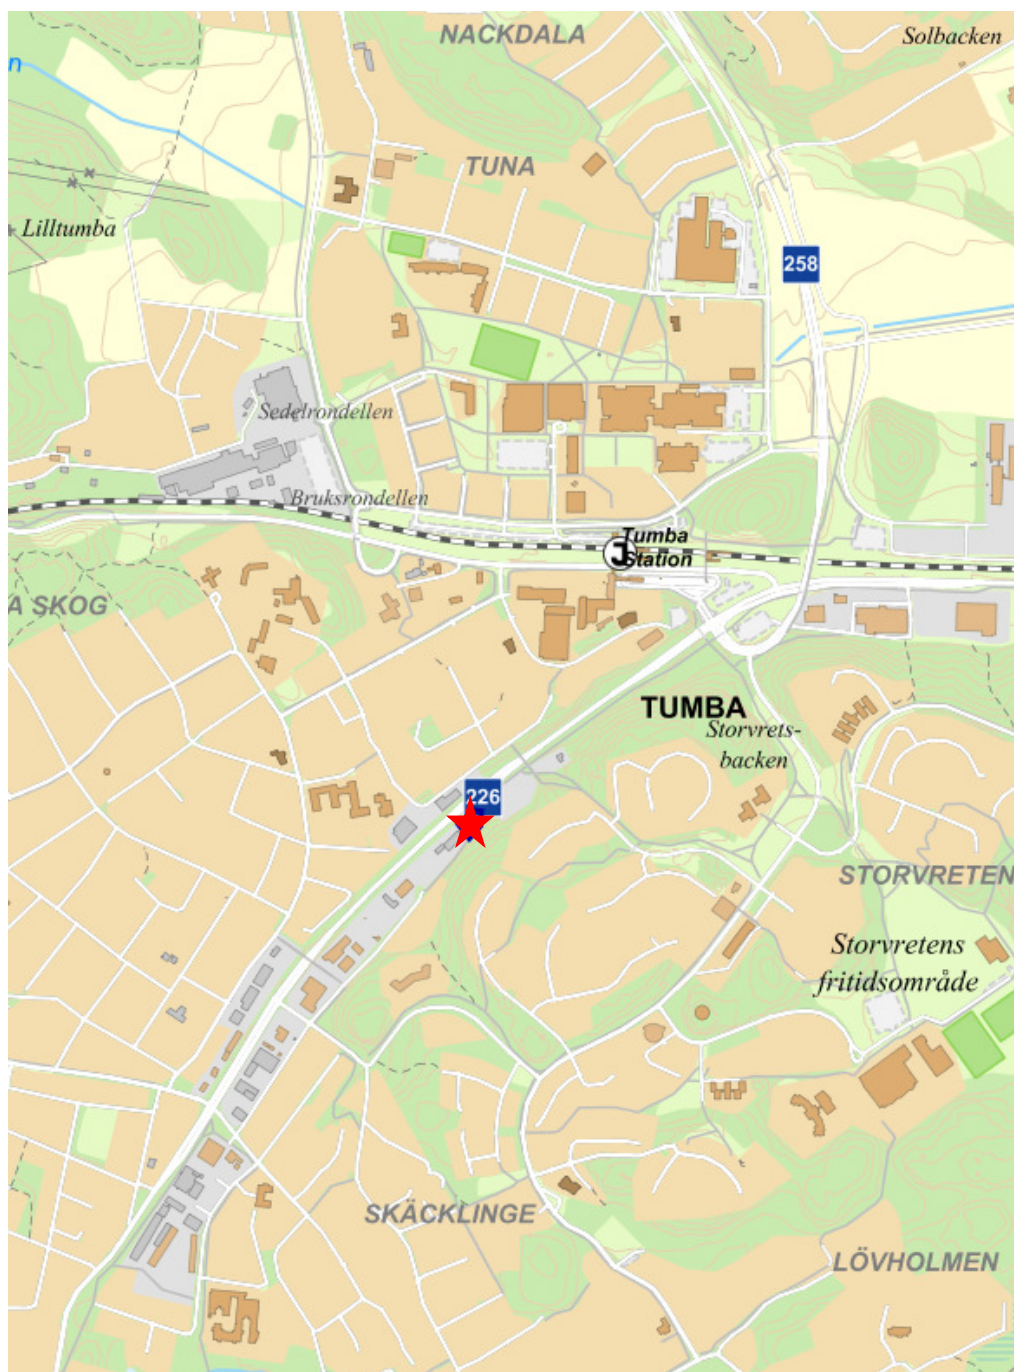 NACKDALA
Solbacken
n
TUNA
Lilltumba
258
Sedelrondellen
Bruksrondellen
J
Tumba
Station
A SKOG
TUMBA
Storvrets-
backen
226
STORVRETEN
Storvretens
fritidsområde
SKÄCKLINGE
LÖVHOLMEN